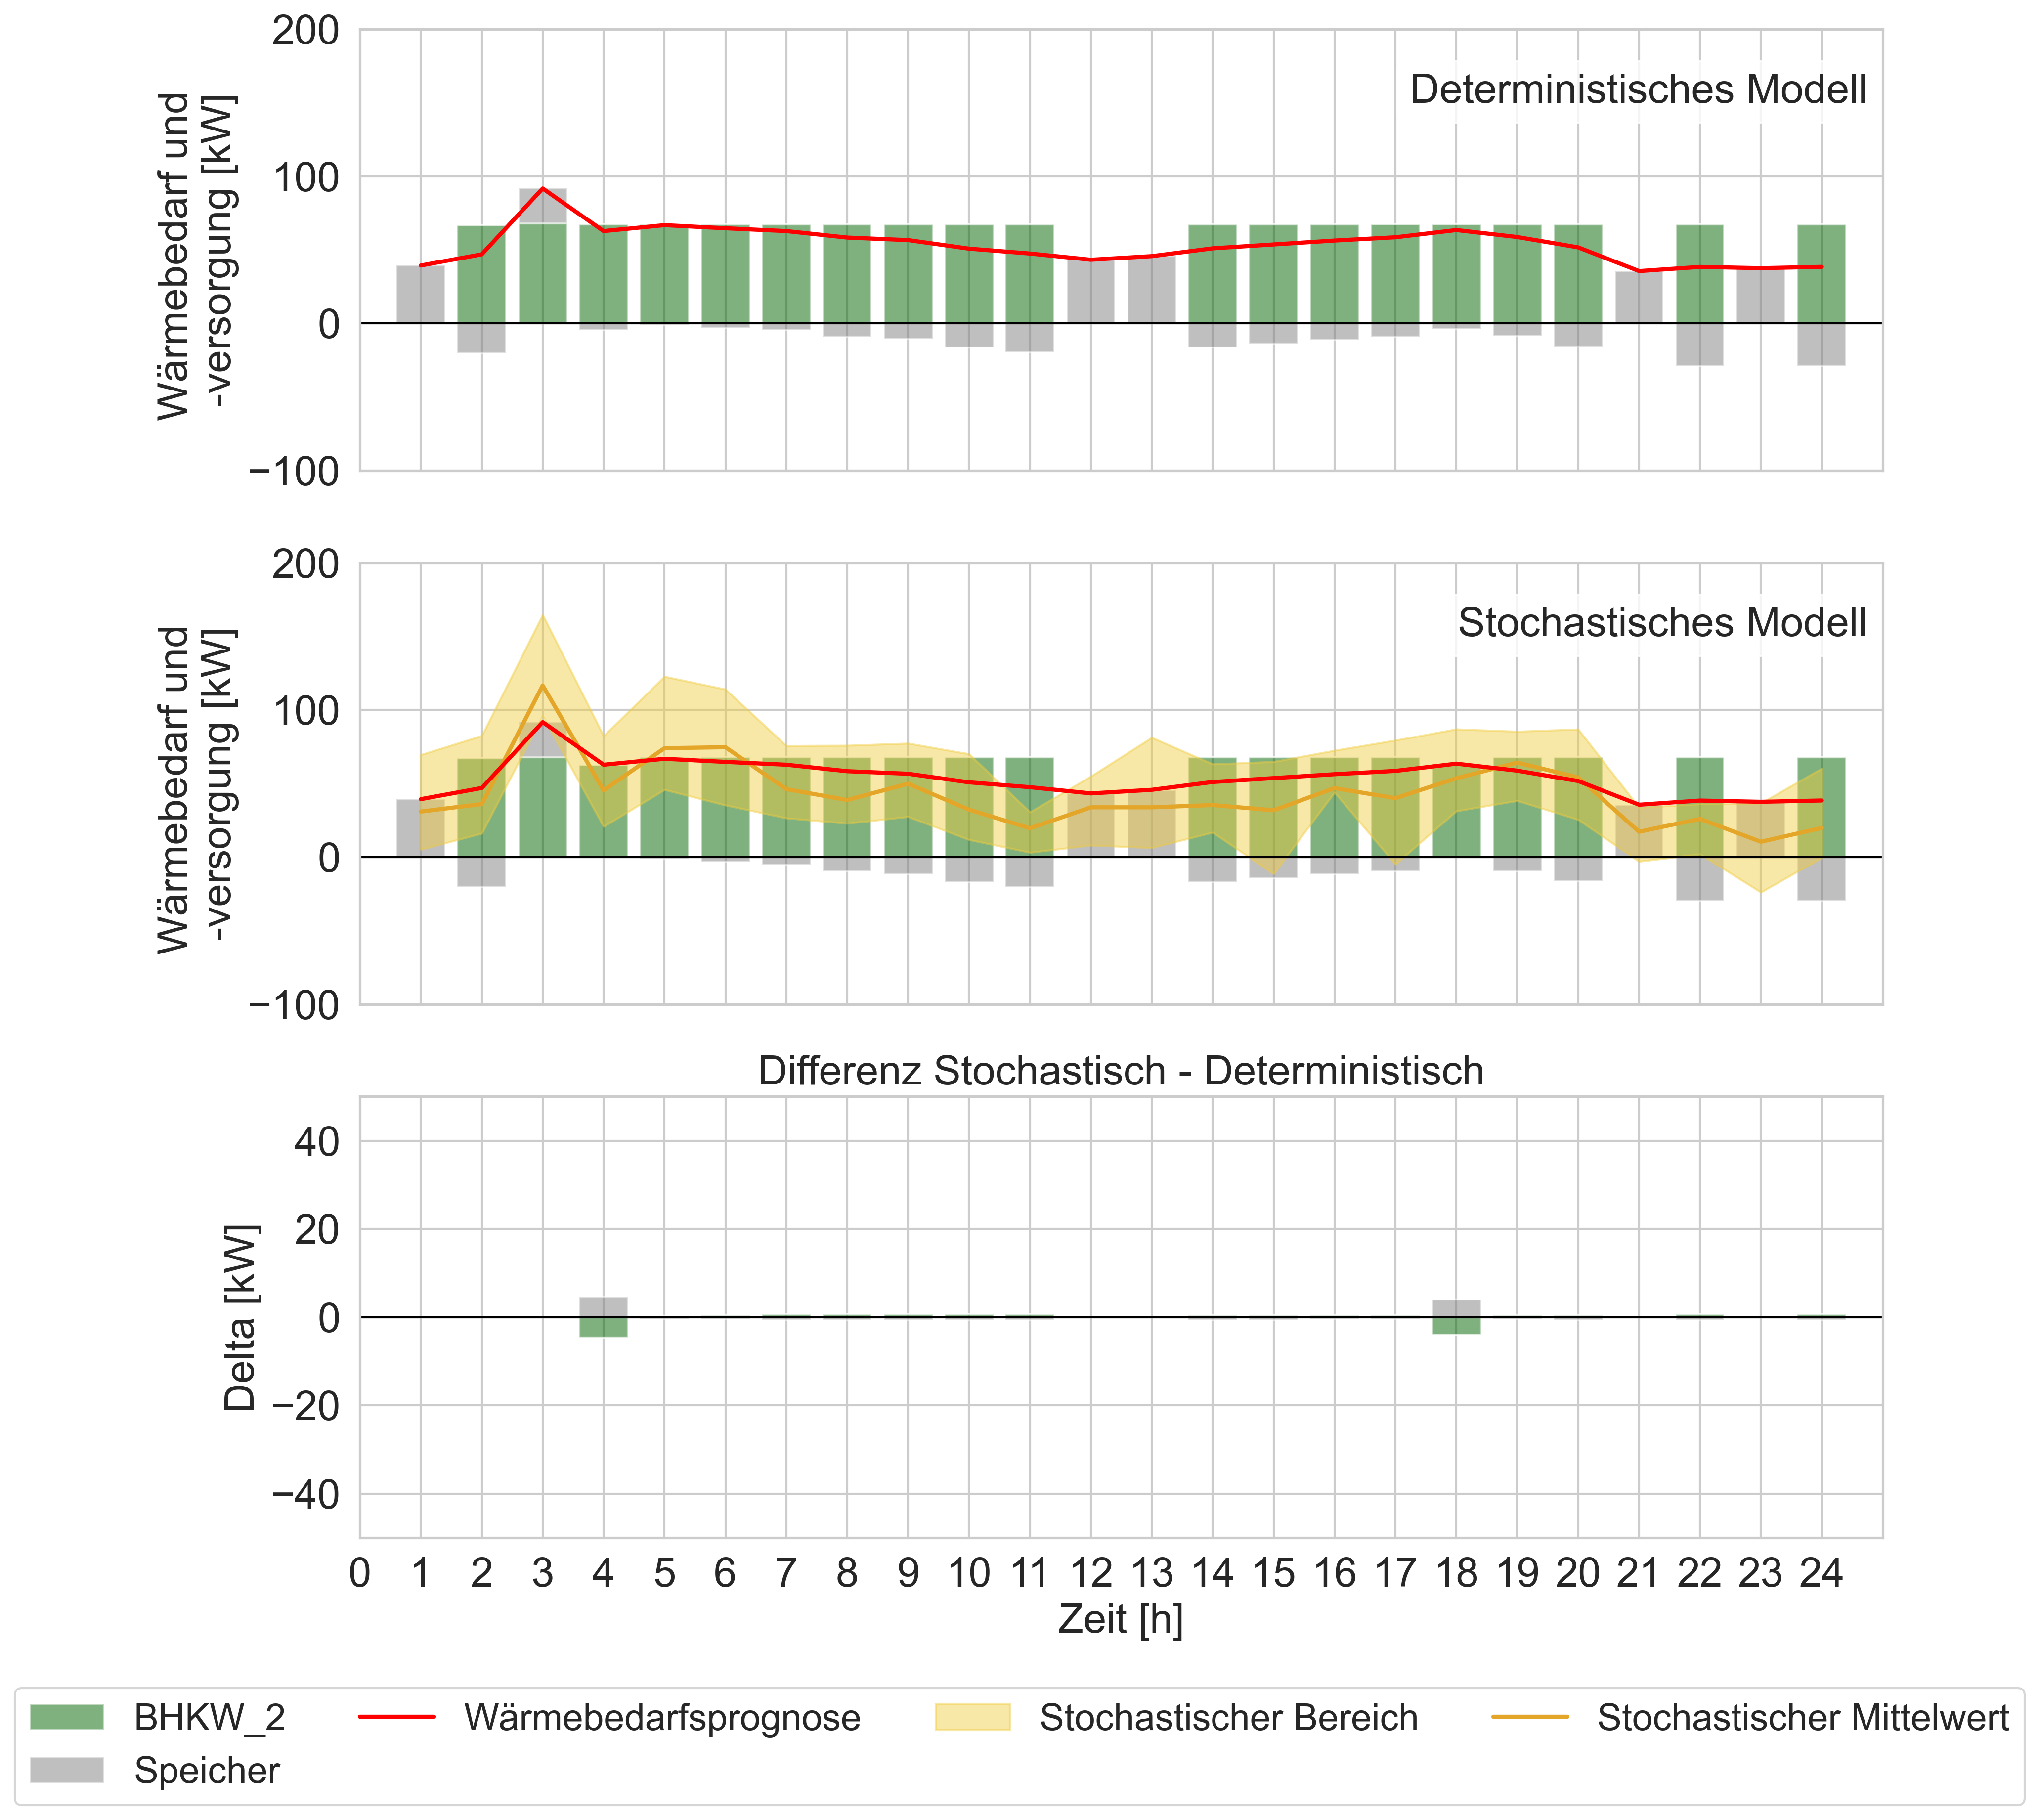 200
100
0
−100
Wärmebedarf und
-versorgung [kW]
Deterministisches Modell
200
100
0
−100
Wärmebedarf und
-versorgung [kW]
Stochastisches Modell
Differenz Stochastisch - Deterministisch
40
20
0
−20
−40
Delta [kW]
0 1 2 3 4 5 6 7 8 9 10 11 12 13 14 15 16 17 18 19 20 21 22 23 24
Zeit [h]
BHKW_2 Wärmebedarfsprognose Stochastischer Bereich Stochastischer Mittelwert
Speicher